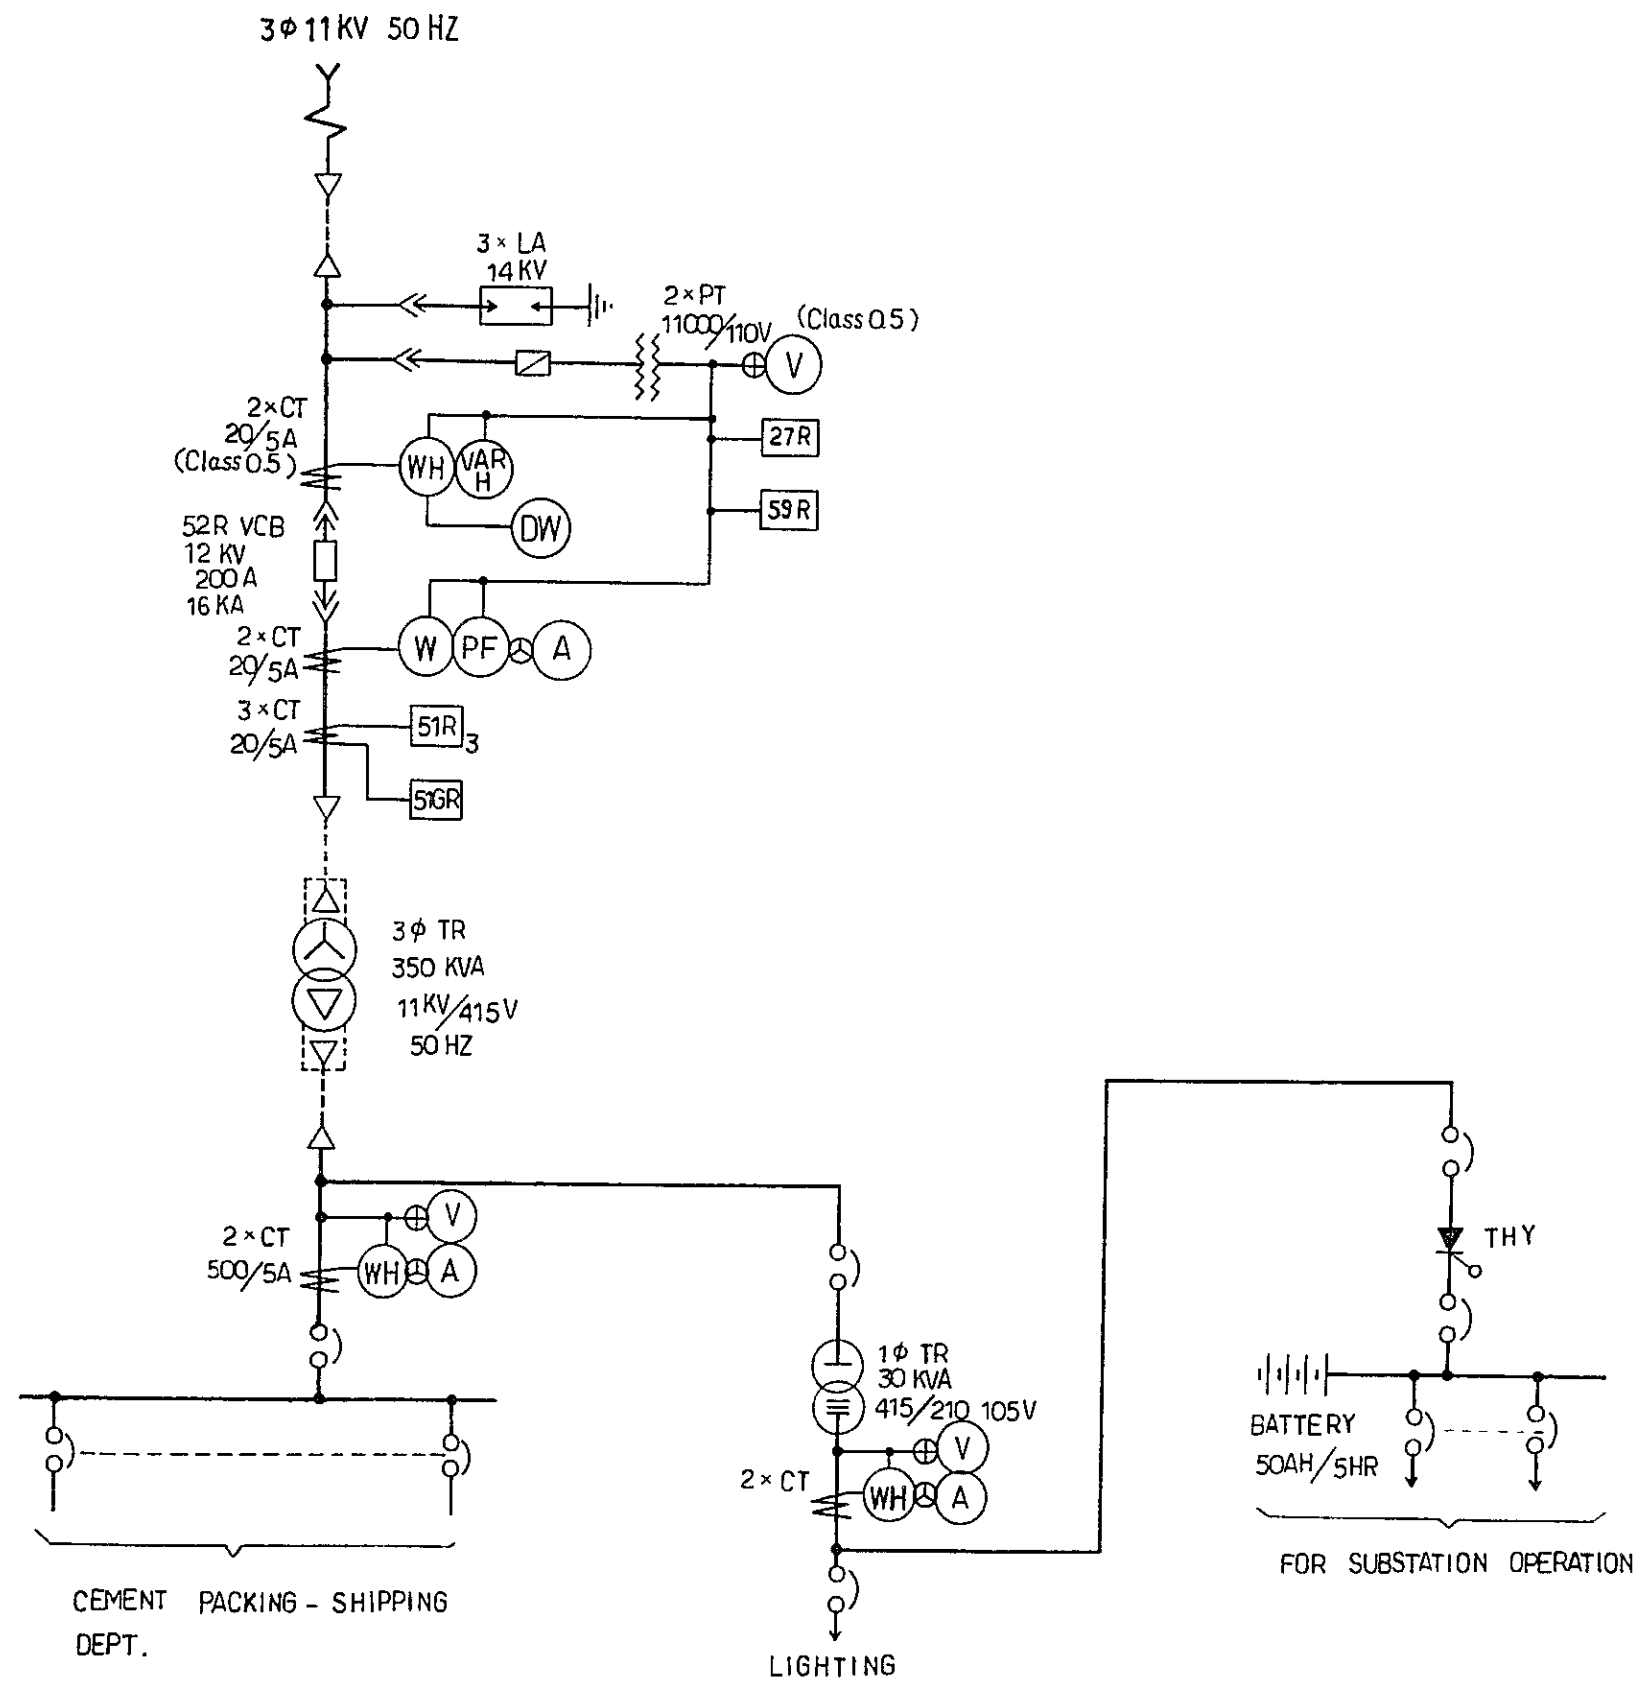 3φ 11KV 50 HZ
3× LA
14 KV
2×PT
11000/110V
(Class 0.5)
V
2×CT
20/5A
(Class 0.5)
WH
VAR
H
27R
59R
DW
52R VCB
12 KV
200 A
16 KA
2×CT
20/5A
W
PF
A
3×CT
20/5A
51R
3
51GR
3φ TR
350 KVA
11KV/415V
50 HZ
V
2×CT
500/5A
WH
A
THY
1φ TR
30 KVA
415/210 105V
V
2×CT
WH
A
BATTERY
50AH/5HR
FOR SUBSTATION OPERATION
CEMENT PACKING - SHIPPING
DEPT.
LIGHTING